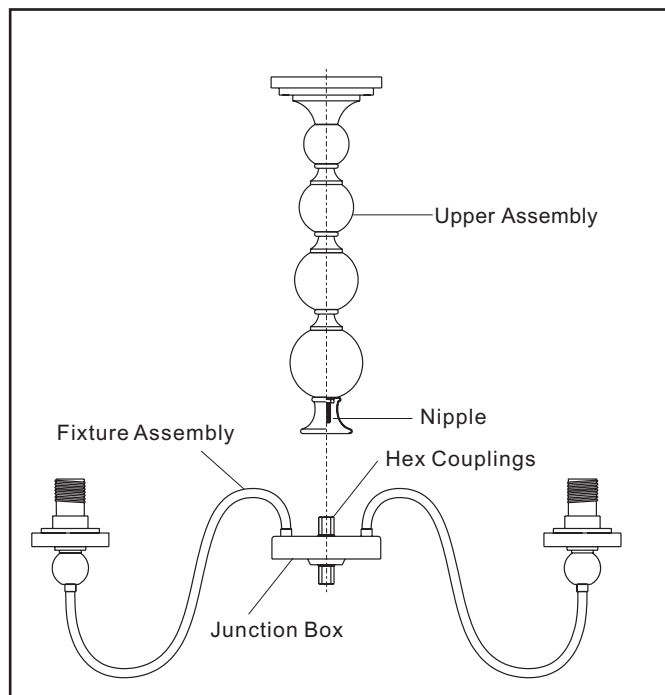 Upper Assembly
Nipple
Fixture Assembly
Hex Couplings
Junction Box